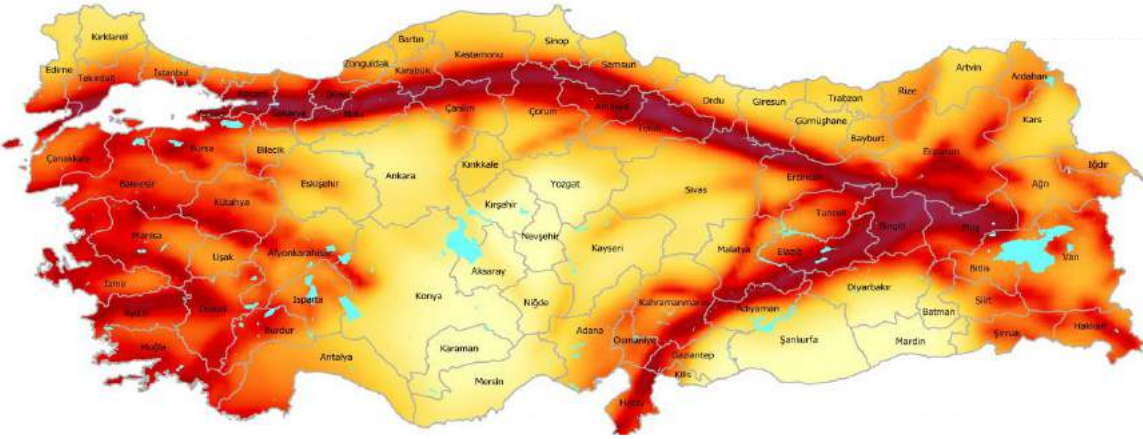 Kırklareli
Edirne
Tekirdağ
İstanbul
Bartın
Zonguldak
Karabük
Kastamonu
Sinop
Samsun
Çankırı
Çorum
Amasya
Tokat
Ordu
Giresun
Trabzon
Gümüşhane
Bayburt
Rize
Artvin
Ardahan
Kars
Erzurum
Iğdır
Ağrı
Çanakkale
Balıkesir
Bursa
Bilecik
Kütahya
Eskişehir
Ankara
Kırıkkale
Kırşehir
Yozgat
Sivas
Erzincan
Tunceli
Bingöl
Muş
Manisa
Uşak
Afyonkarahisar
Nevşehir
Kayseri
Malatya
Elazığ
Bitlis
Van
İzmir
Aydın
Denizli
Isparta
Burdur
Muğla
Antalya
Konya
Aksaray
Niğde
Karaman
Mersin
Adana
Kahramanmaraş
Osmaniye
Gaziantep
Kilis
Hatay
Adıyaman
Şanlıurfa
Diyarbakır
Batman
Mardin
Siirt
Şırnak
Hakkari